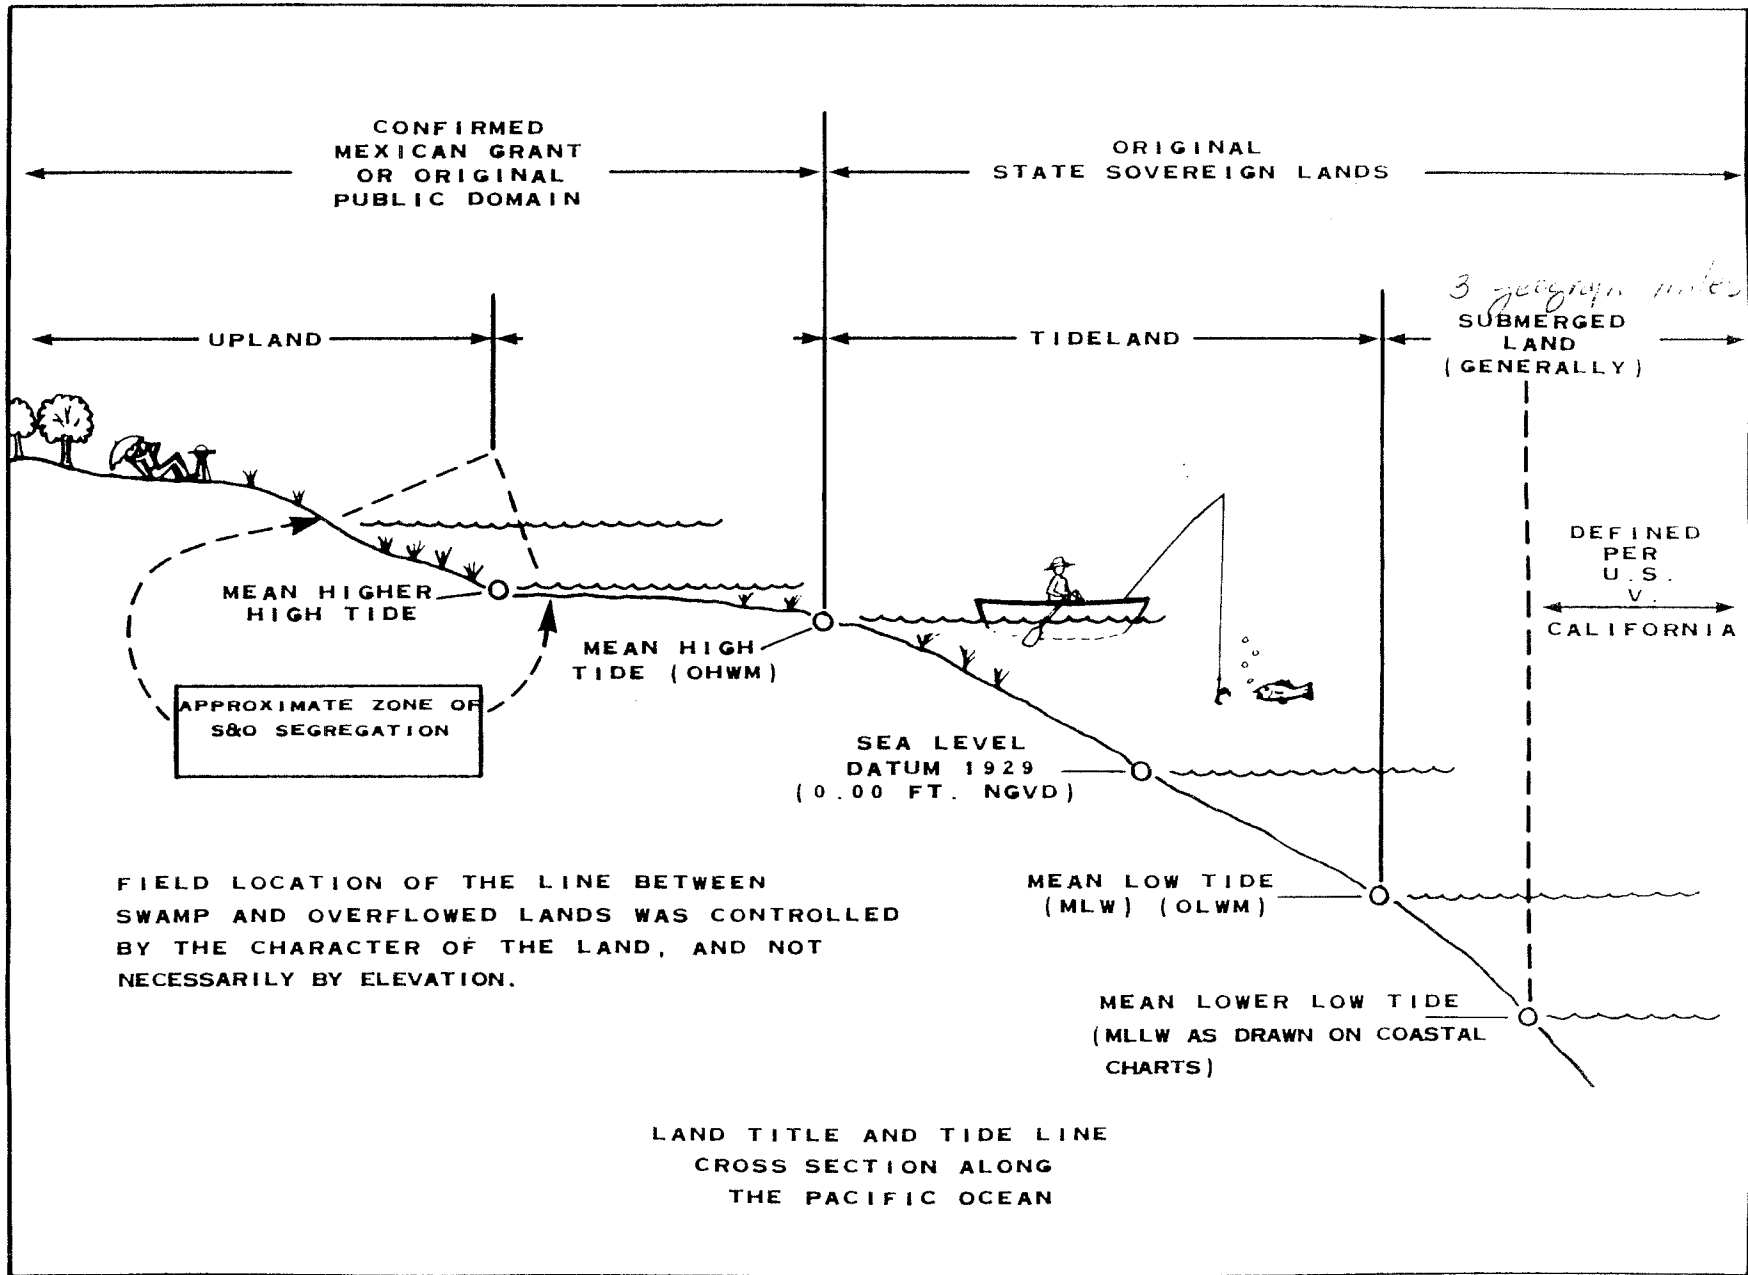 CONFIRMED
MEXICAN GRANT
OR ORIGINAL
PUBLIC DOMAIN
ORIGINAL
STATE SOVEREIGN LANDS
3 geograph miles
UPLAND
TIDELAND
SUBMERGED
LAND
(GENERALLY)
DEFINED
PER
U.S.
V.
CALIFORNIA
MEAN HIGHER
HIGH TIDE
MEAN HIGH
TIDE (OHWM)
APPROXIMATE ZONE OF
S&O SEGREGATION
SEA LEVEL
DATUM 1929
(0.00 FT. NGVD)
FIELD LOCATION OF THE LINE BETWEEN
SWAMP AND OVERFLOWED LANDS WAS CONTROLLED
BY THE CHARACTER OF THE LAND, AND NOT
NECESSARILY BY ELEVATION.
MEAN LOW TIDE
(MLW) (OLWM)
MEAN LOWER LOW TIDE
(MLLW AS DRAWN ON COASTAL
CHARTS)
LAND TITLE AND TIDE LINE
CROSS SECTION ALONG
THE PACIFIC OCEAN